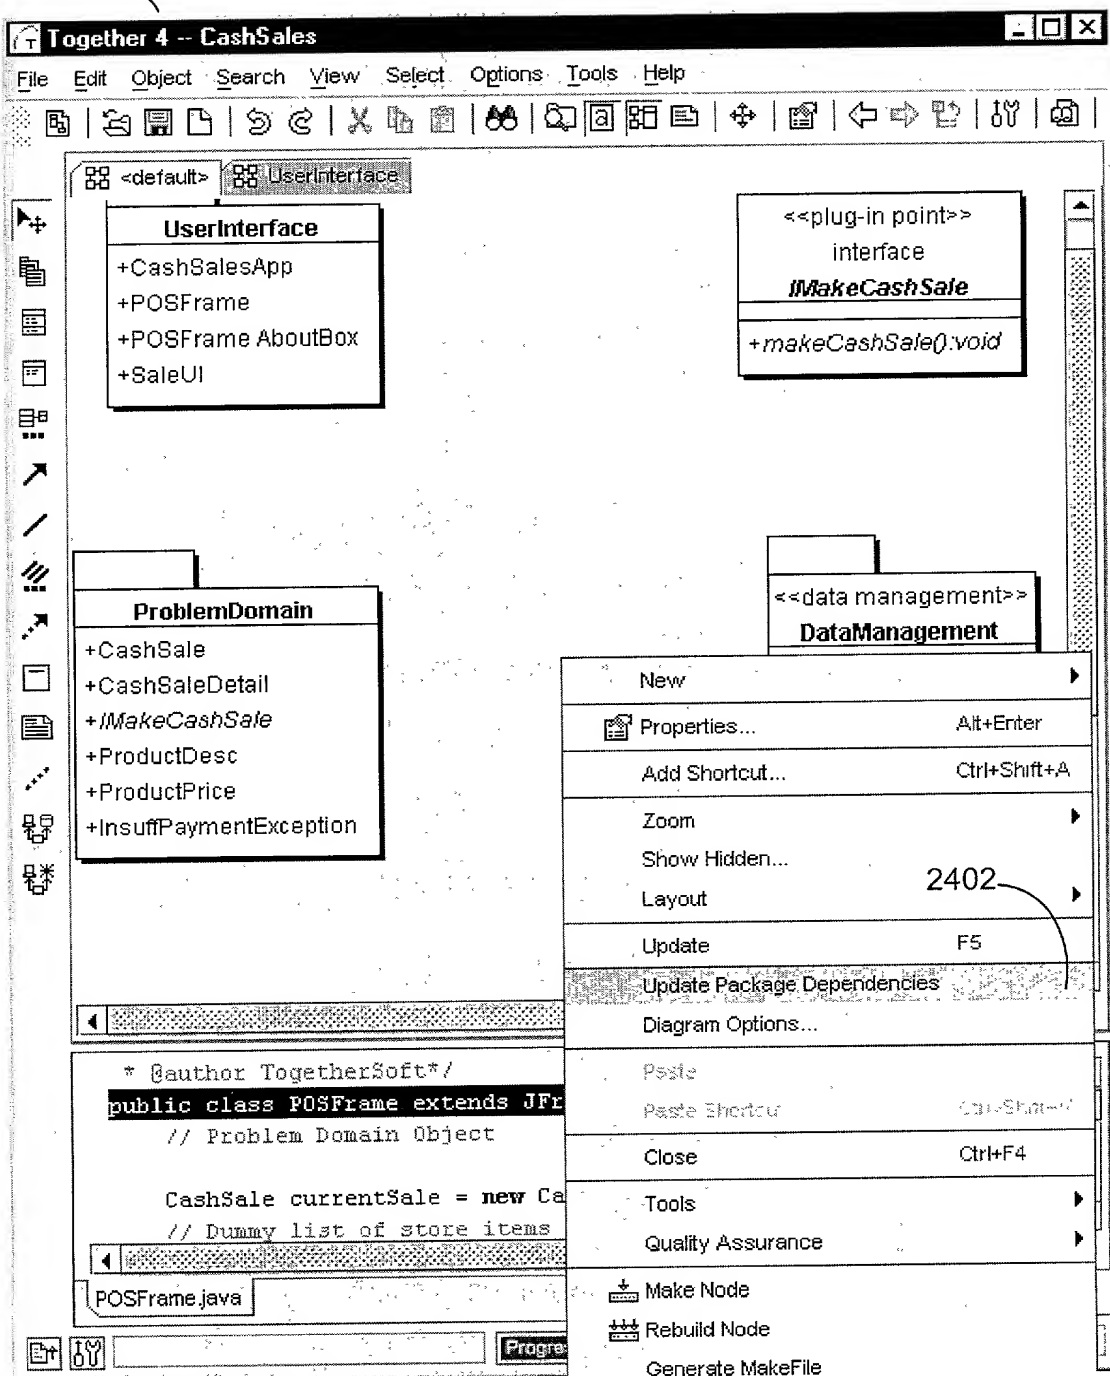 Together 4 -- CashSales
File Edit Object Search View Select Options Tools Help
<default> UserInterface
UserInterface
+CashSalesApp
+POSFrame
+POSFrame AboutBox
+SaleUI
<<plug-in point>>
interface
IMakeCashSale
+makeCashSale():void
ProblemDomain
+CashSale
+CashSaleDetail
+IMakeCashSale
+ProductDesc
+ProductPrice
+InsuffPaymentException
<<data management>>
DataManagement
New
Properties... Alt+Enter
Add Shortcut... Ctrl+Shift+A
Zoom
Show Hidden...
2402
Layout
Update F5
Update Package Dependencies
Diagram Options...
Paste
Paste Shortcut
Close Ctrl+F4
Tools
Quality Assurance
Make Node
Rebuild Node
Generate MakeFile
* @author TogetherSoft*/
public class POSFrame extends JFr
// Problem Domain Object
CashSale currentSale = new Ca
// Dummy list of store items
POSFrame.java
Progre